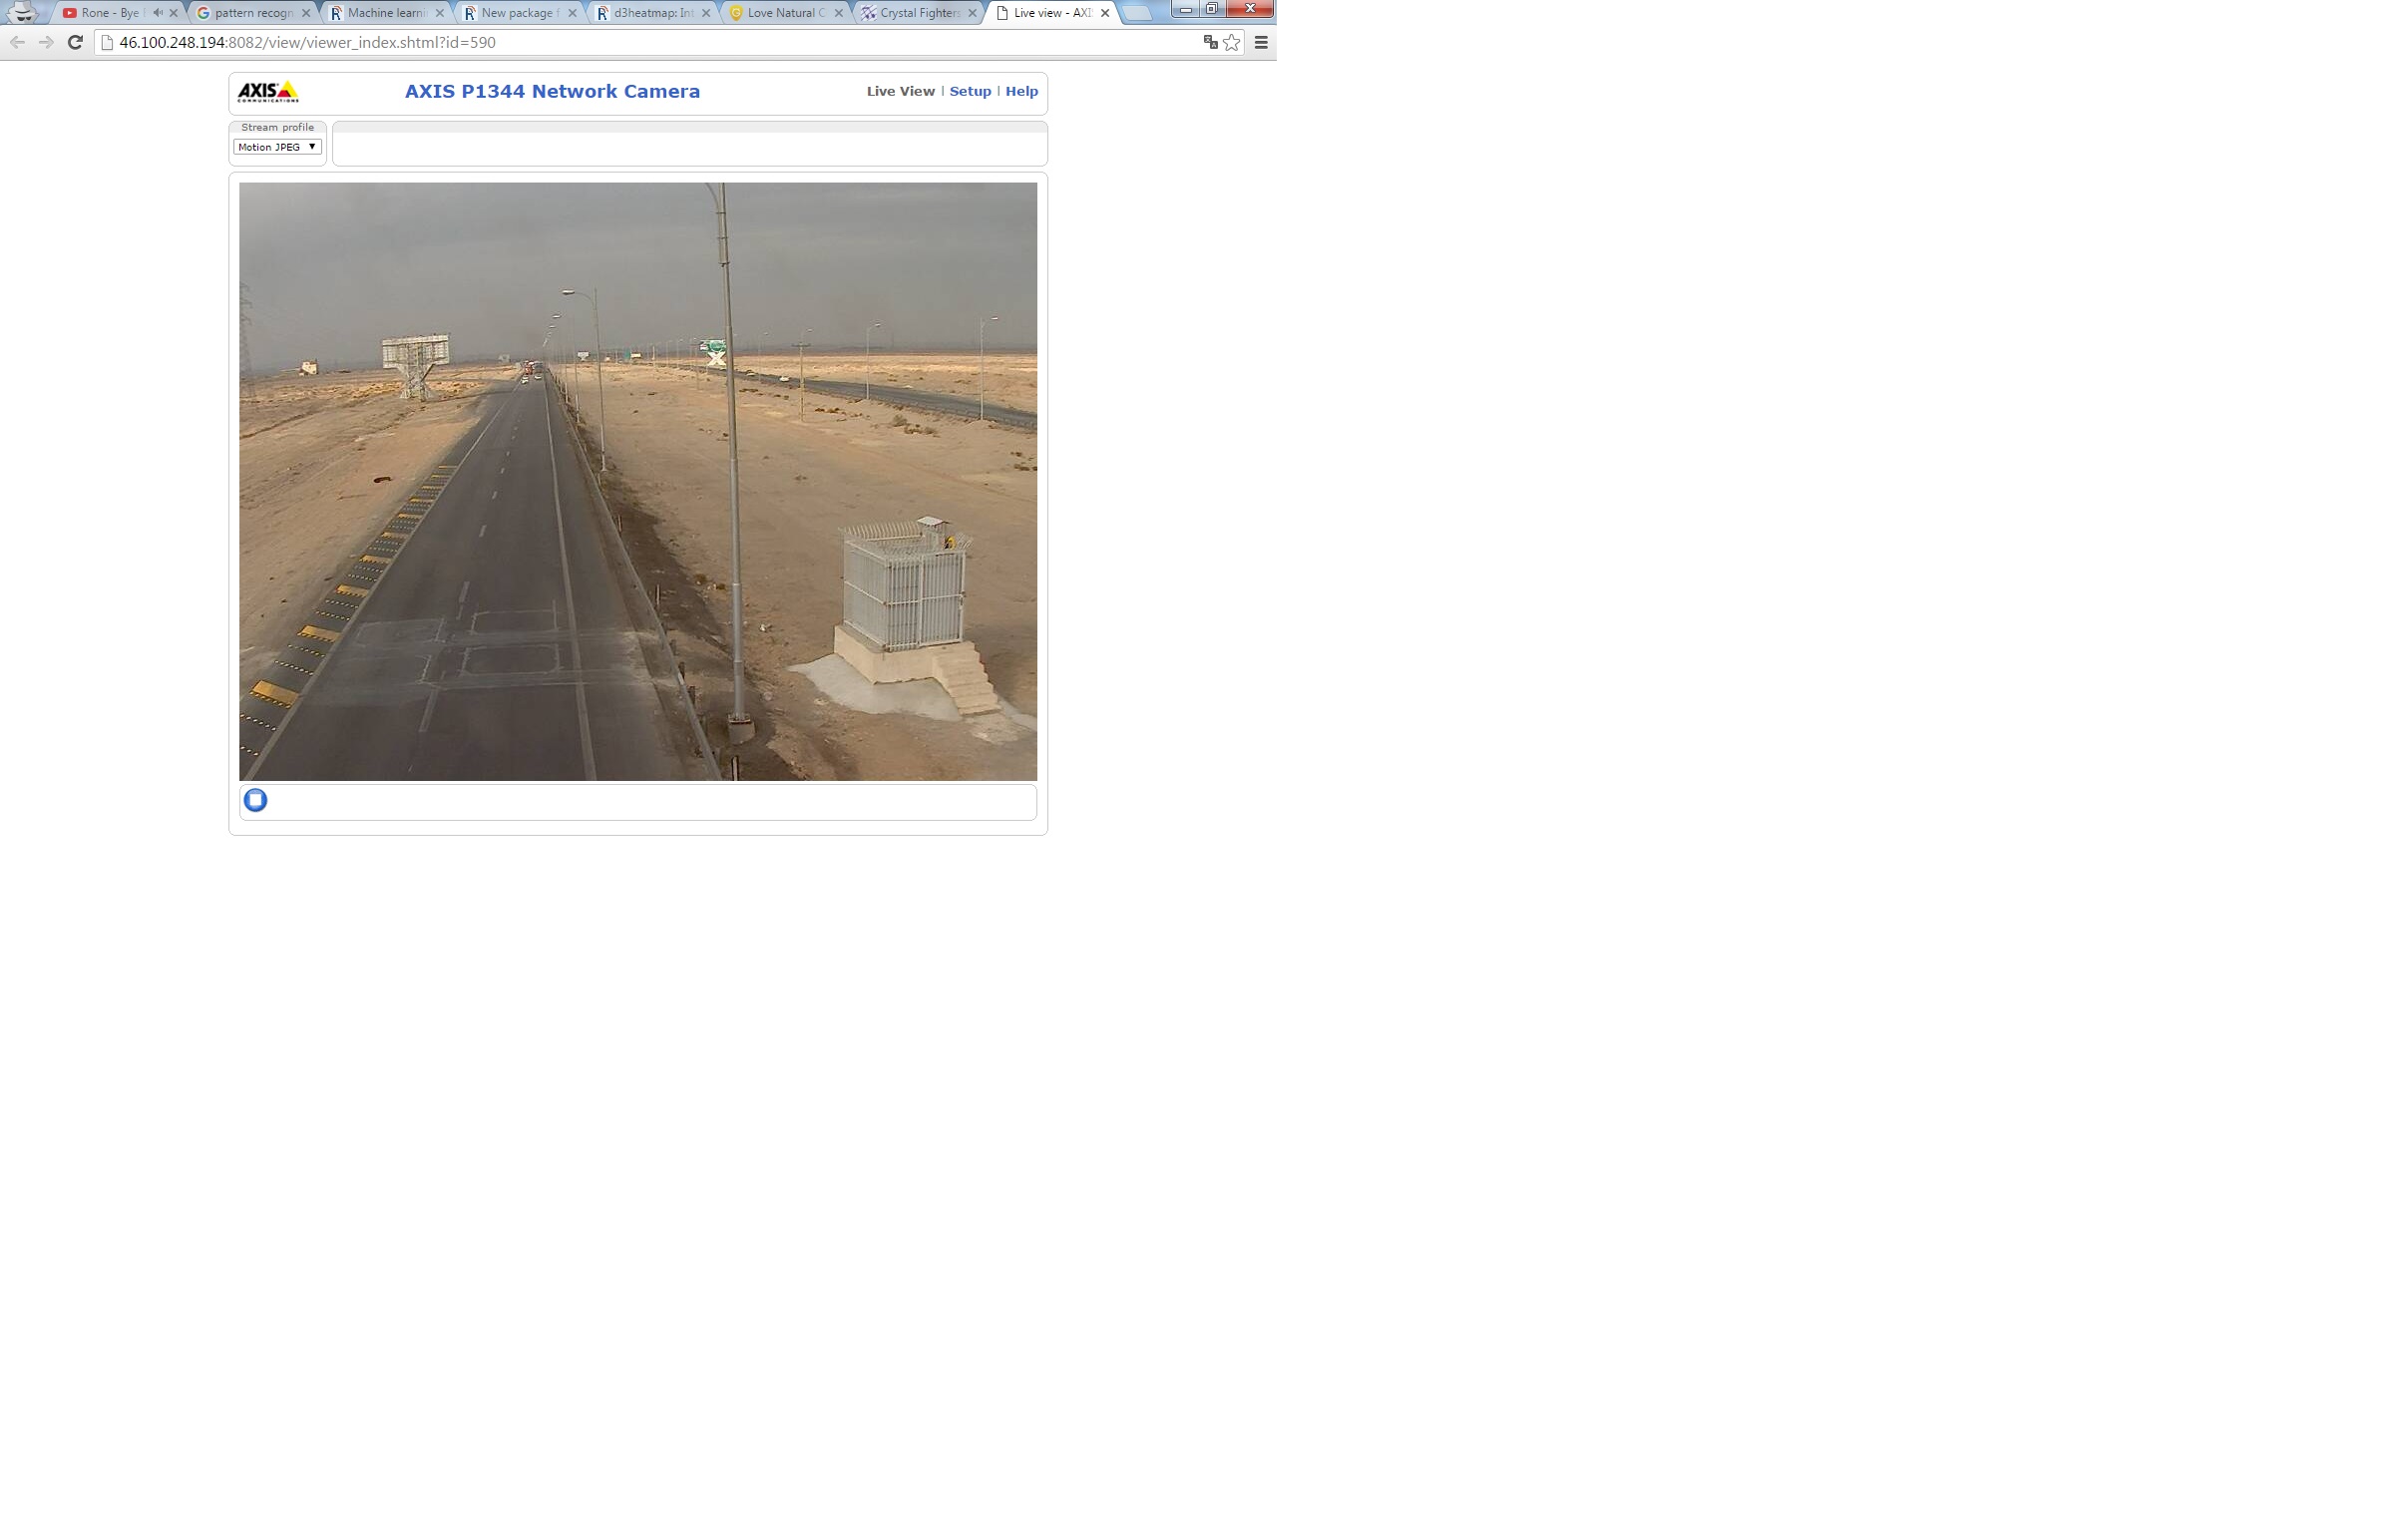 Rone - Bye
pattern recogn
Machine learni
New package f
d3heatmap: Int
Love Natural C
Crystal Fighters
Live view - AXI
46.100.248.194:8082/view/viewer_index.shtml?id=590
AXIS
COMMUNICATIONS
AXIS P1344 Network Camera
Live View | Setup | Help
Stream profile
Motion JPEG